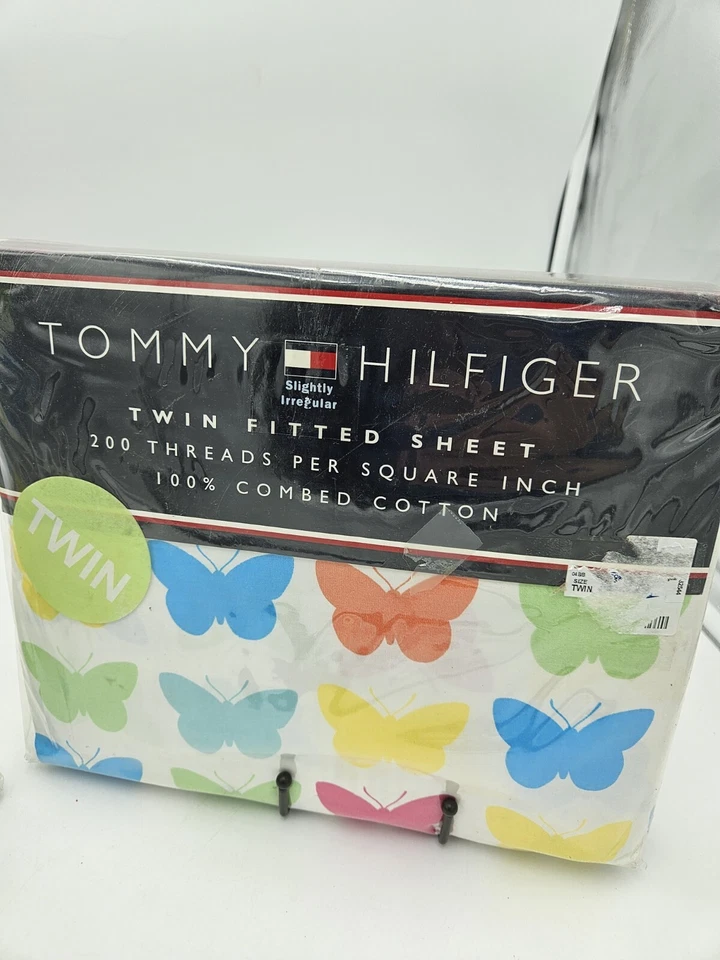 TOMMY HILFIGER
Slightly
Irregular
TWIN FITTED SHEET
200 THREADS PER SQUARE INCH
100% COMBED COTTON
TWIN
SIZE
TWIN